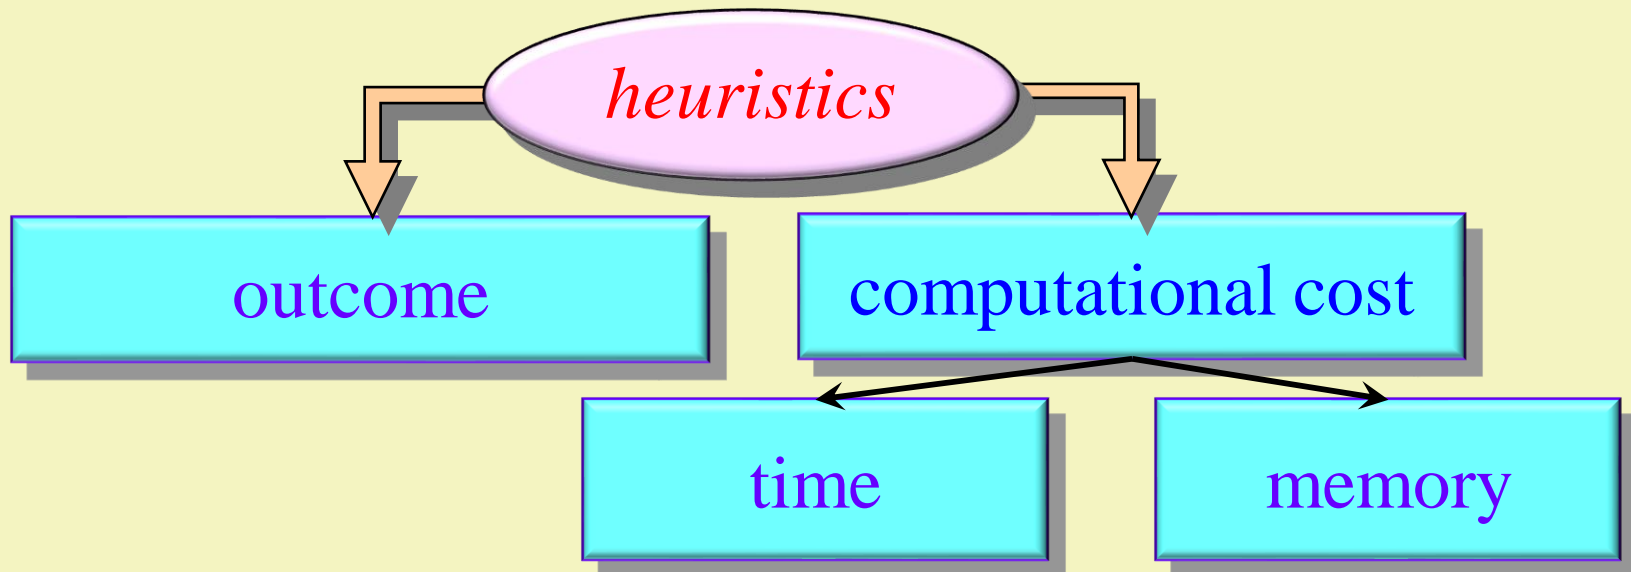 heuristics
outcome
computational cost
time
memory